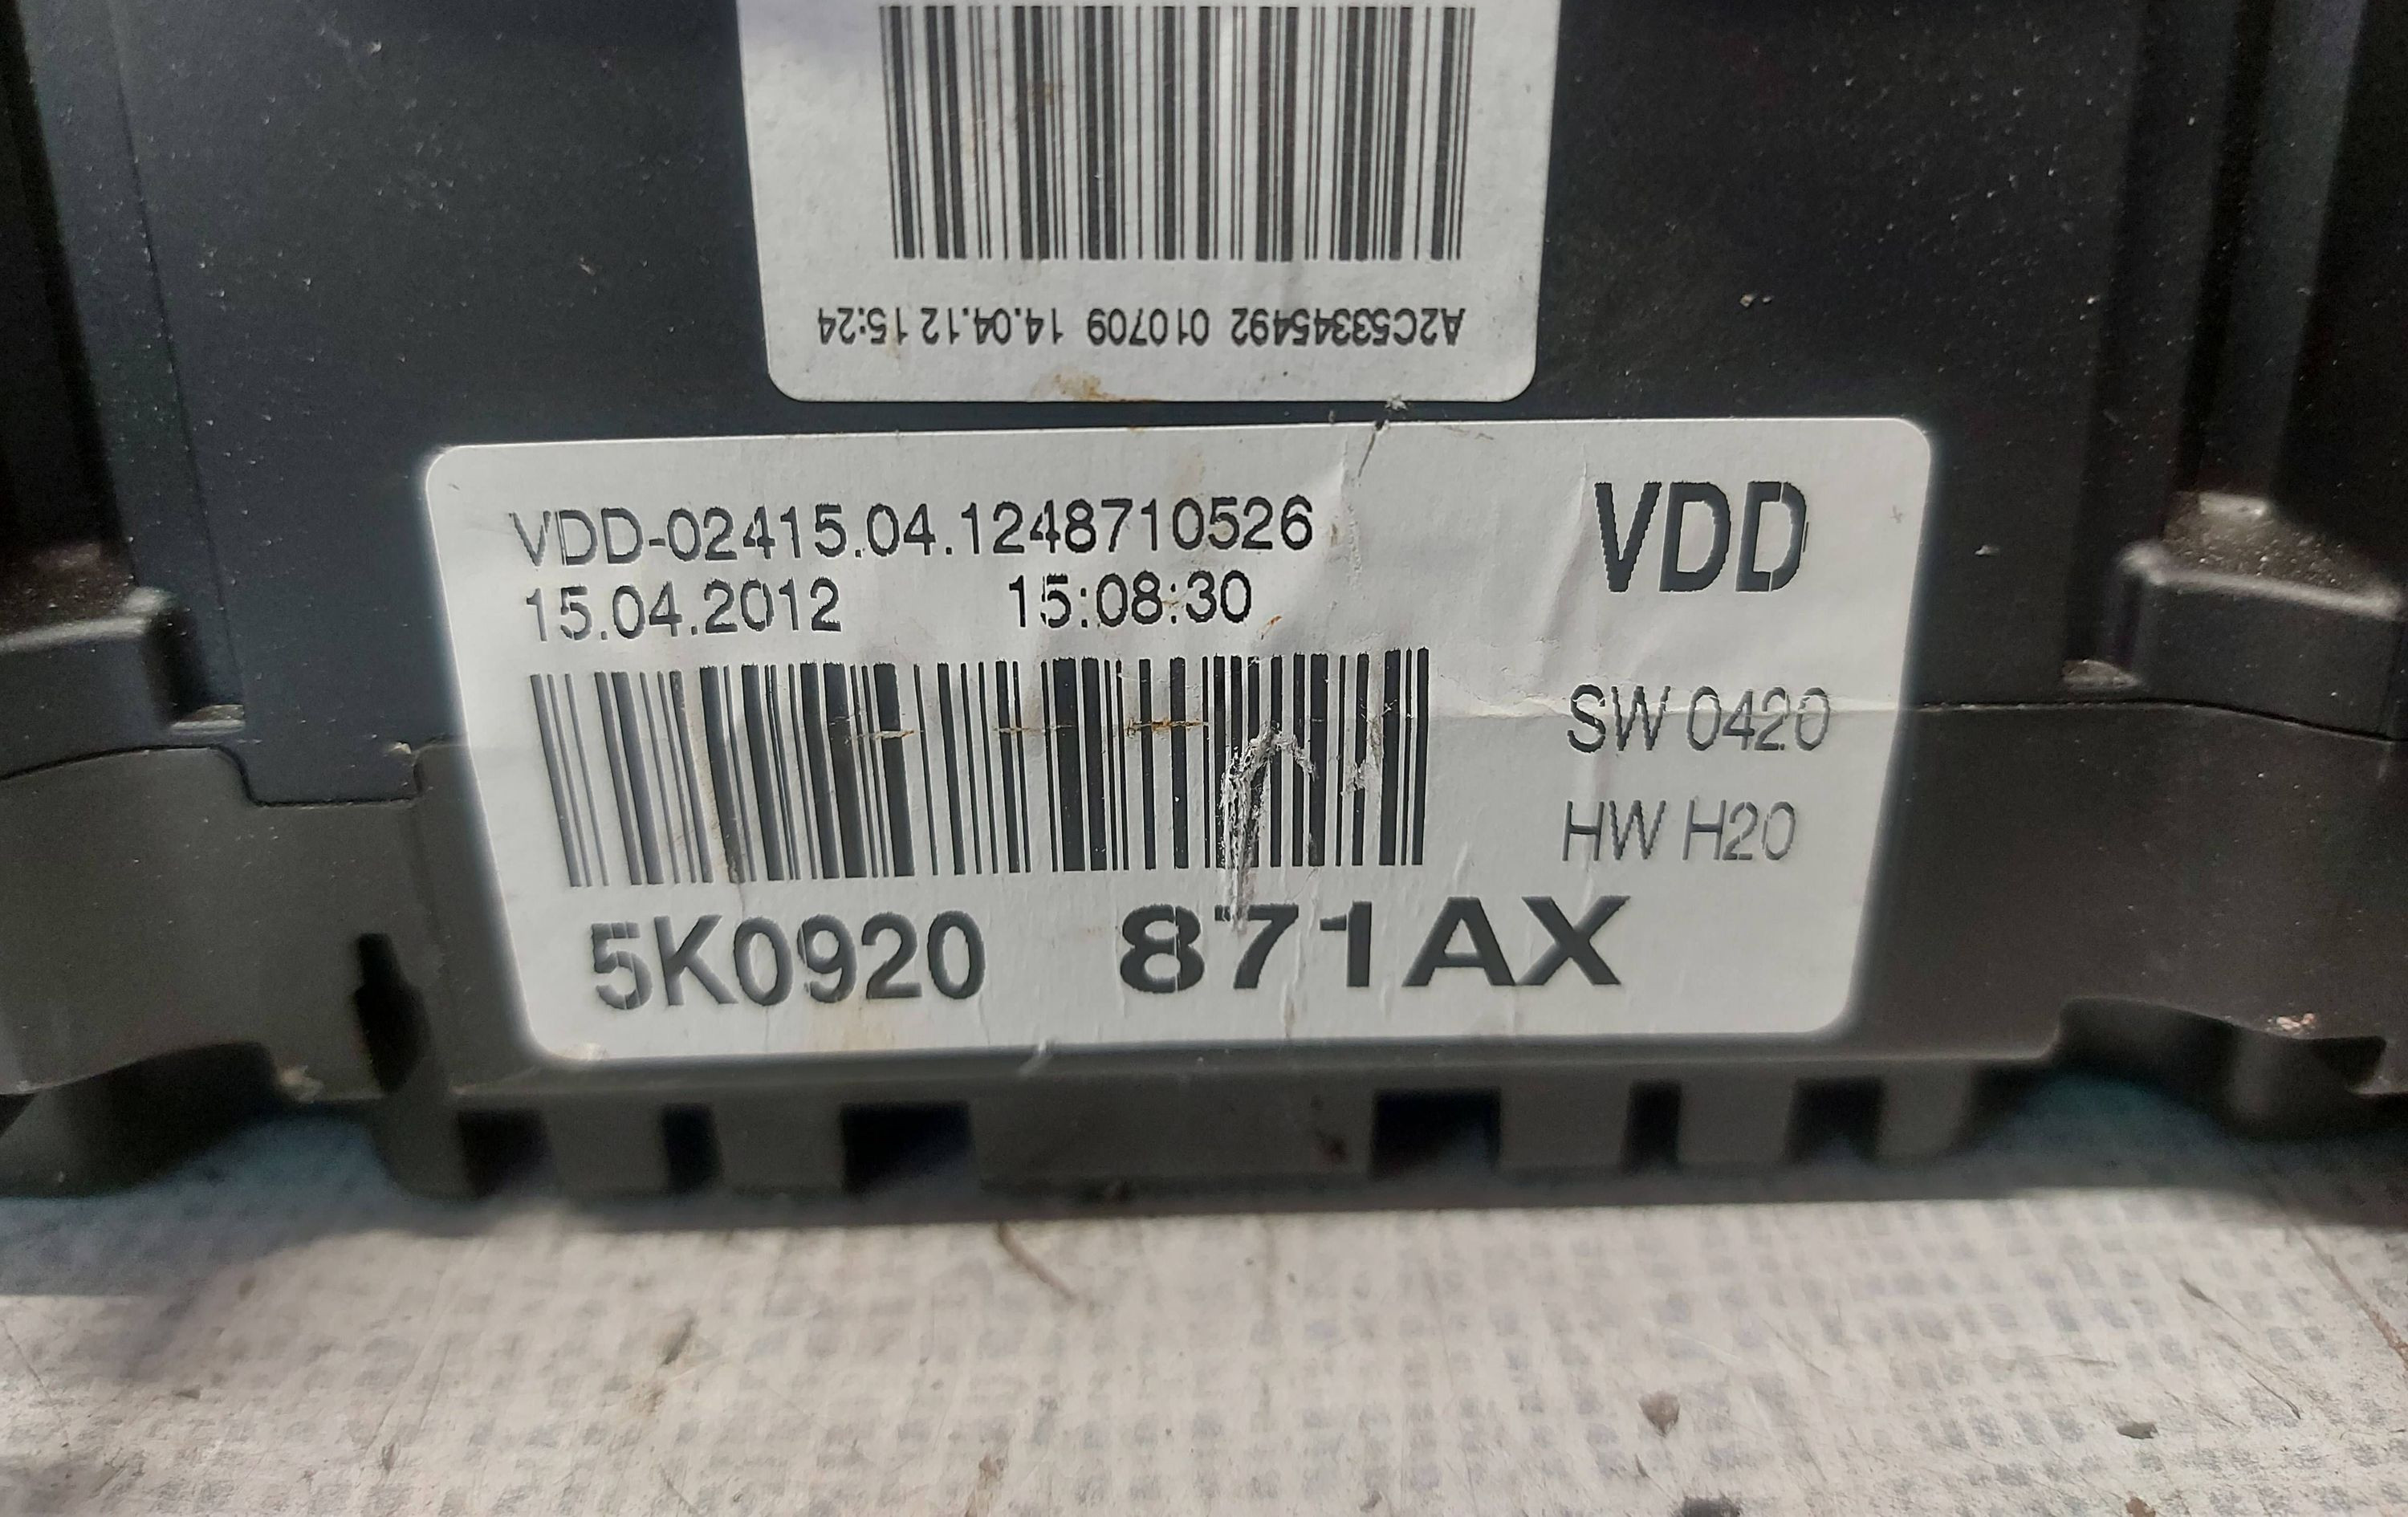 A2C53345492 010709 14.04.12 15:24
VDD-02415.04.1248710526
15.04.2012 15:08:30
VDD
SW 0420
HW H20
5K0920 871AX